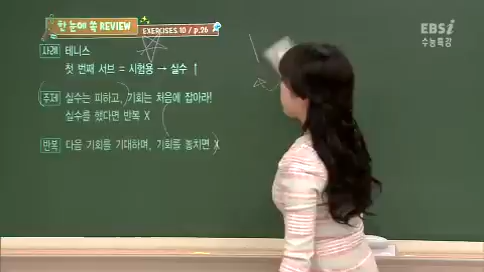 한 눈에 쏙 REVIEW
EXERCISES 10 / p.26
EBSi
수능특강
사례 테니스
첫 번째 서브 = 시험용 → 실수 ↑
주제 실수는 피하고, 기회는 처음에 잡아라!
실수를 했다면 반복 X
반복 다음 기회를 기대하며, 기회를 놓치면 X